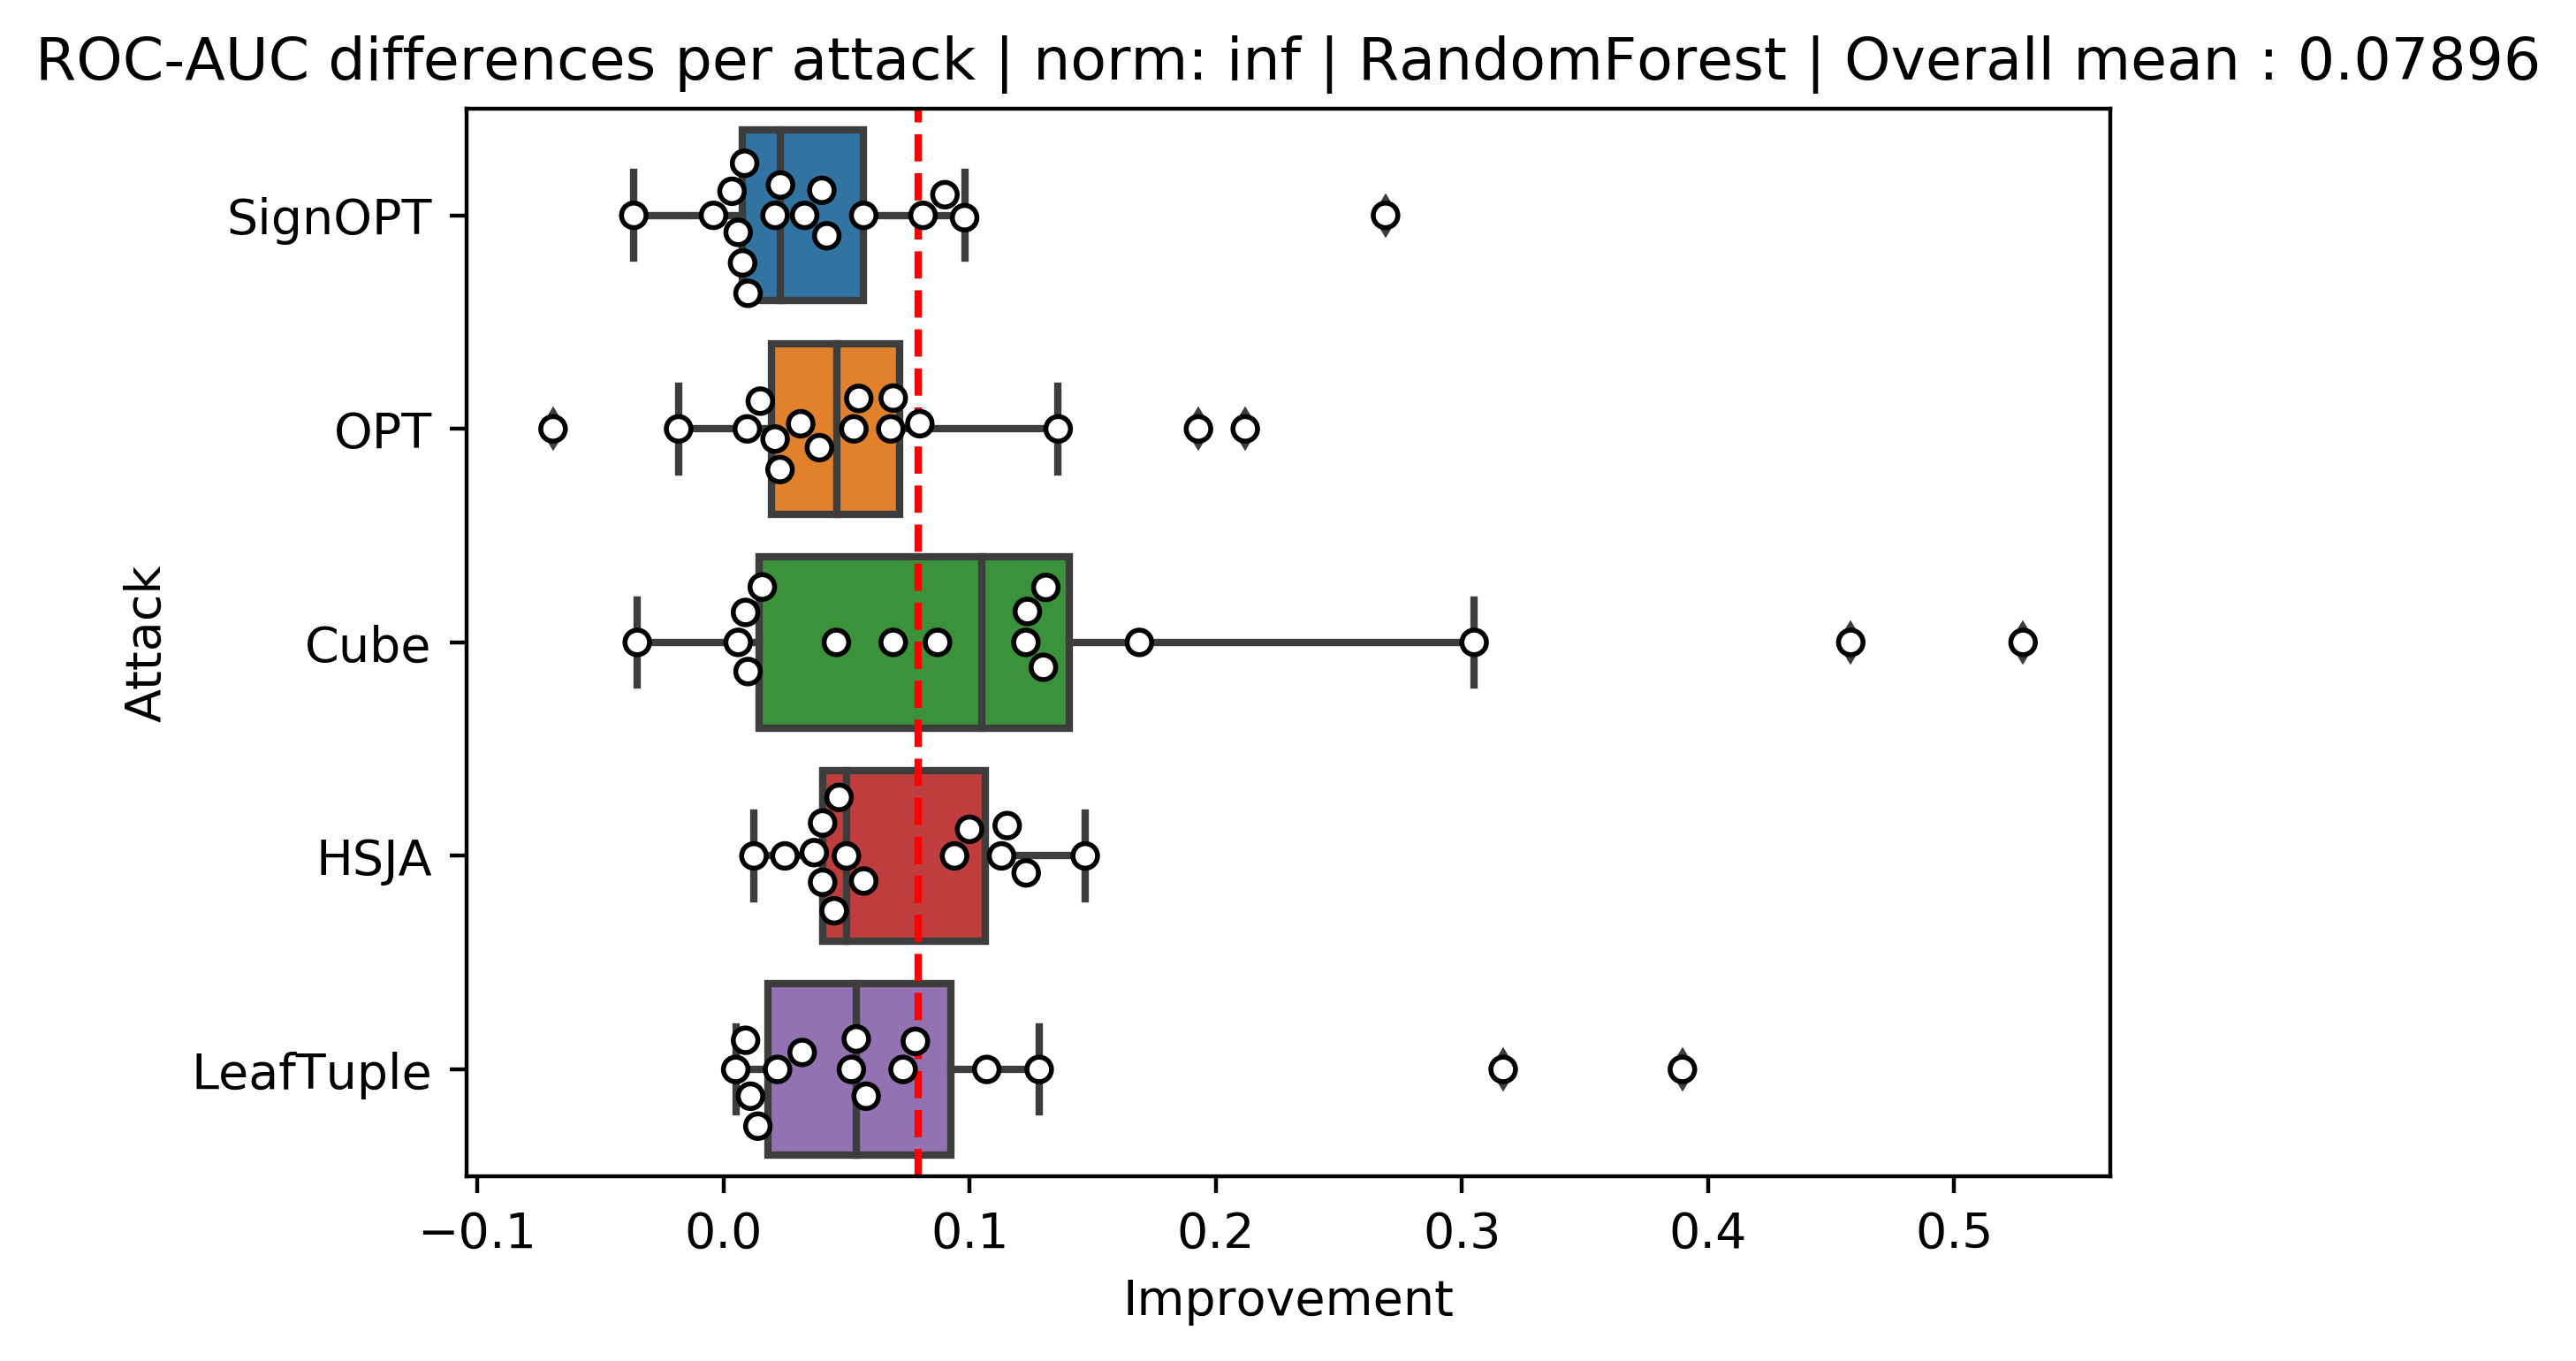 ROC-AUC differences per attack | norm: inf | RandomForest | Overall mean : 0.07896
SignOPT
OPT
Cube
HSJA
LeafTuple
Attack
−0.1 0.0 0.1 0.2 0.3 0.4 0.5
Improvement